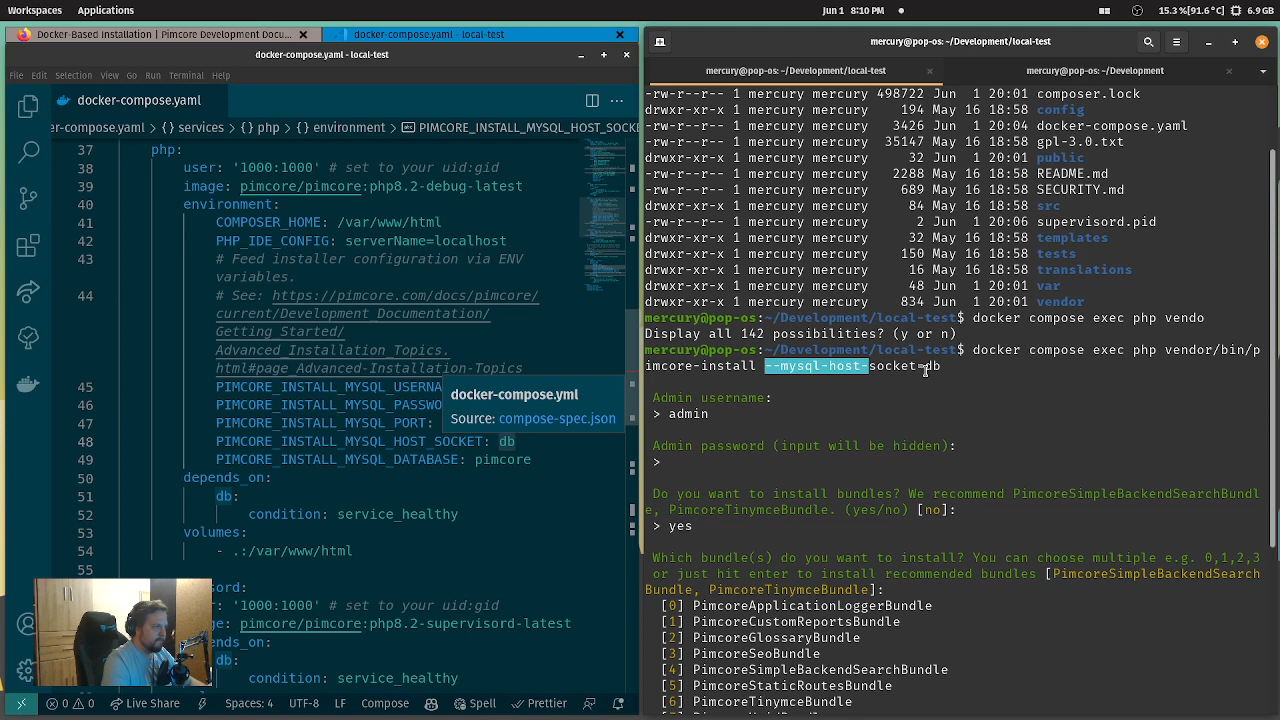 Workspaces Applications Jun 1 8:10 PM 15.3 %[91.6°C] 6.9 GB
Docker-Based Installation | Pimcore Development Docu...
docker-compose.yaml - local-test
docker-compose.yaml - local-test
File Edit Selection View Go Run Terminal Help
docker-compose.yaml
er-compose.yaml › {} services › {} php › {} environment › PIMCORE_INSTALL_MYSQL_HOST_SOCKE
37 php:
38 user: '1000:1000' # set to your uid:gid
39 image: pimcore/pimcore:php8.2-debug-latest
40 environment:
41 COMPOSER_HOME: /var/www/html
42 PHP_IDE_CONFIG: serverName=localhost
43 # Feed installer configuration via ENV
variables.
44 # See: https://pimcore.com/docs/pimcore/
current/Development_Documentation/
Getting_Started/
Advanced_Installation_Topics.
html#page_Advanced-Installation-Topics
45 PIMCORE_INSTALL_MYSQL_USERNA
46 PIMCORE_INSTALL_MYSQL_PASSWO
47 PIMCORE_INSTALL_MYSQL_PORT:
48 PIMCORE_INSTALL_MYSQL_HOST_SOCKET: db
49 PIMCORE_INSTALL_MYSQL_DATABASE: pimcore
50 depends_on:
51 db:
52 condition: service_healthy
53 volumes:
54 - .:/var/www/html
55
sord:
'1000:1000' # set to your uid:gid
ge: pimcore/pimcore:php8.2-supervisord-latest
ends_on:
db:
condition: service_healthy
docker-compose.yml
Source: compose-spec.json
0 0 Live Share Spaces: 4 UTF-8 LF Compose Spell Prettier
mercury@pop-os: ~/Development/local-test
mercury@pop-os: ~/Development/local-test
mercury@pop-os: ~/Development
-rw-r--r-- 1 mercury mercury 498722 Jun 1 20:01 composer.lock
drwxr-xr-x 1 mercury mercury 194 May 16 18:58 config
-rw-r--r-- 1 mercury mercury 3426 Jun 1 20:04 docker-compose.yaml
-rw-r--r-- 1 mercury mercury 35147 May 16 18:58 gpl-3.0.txt
drwxr-xr-x 1 mercury mercury 32 May 16 18:58 public
-rw-r--r-- 1 mercury mercury 2288 May 16 18:58 README.md
-rw-r--r-- 1 mercury mercury 689 May 16 18:58 SECURITY.md
drwxr-xr-x 1 mercury mercury 84 May 16 18:58 src
-rw-r--r-- 1 mercury mercury 2 Jun 1 20:01 supervisord.pid
drwxr-xr-x 1 mercury mercury 32 May 16 18:58 templates
drwxr-xr-x 1 mercury mercury 150 May 16 18:58 tests
drwxr-xr-x 1 mercury mercury 16 May 16 18:58 translations
drwxr-xr-x 1 mercury mercury 48 May 16 18:58 var
drwxr-xr-x 1 mercury mercury 834 Jun 1 20:01 vendor
mercury@pop-os:~/Development/local-test$ docker compose exec php vendo
Display all 142 possibilities? (y or n)
mercury@pop-os:~/Development/local-test$ docker compose exec php vendor/bin/p
imcore-install --mysql-host-socket=db
Admin username:
> admin
Admin password (input will be hidden):
>
Do you want to install bundles? We recommend PimcoreSimpleBackendSearchBundl
e, PimcoreTinymceBundle. (yes/no) [no]:
> yes
Which bundle(s) do you want to install? You can choose multiple e.g. 0,1,2,3
or just hit enter to install recommended bundles [PimcoreSimpleBackendSearch
Bundle, PimcoreTinymceBundle]:
[0] PimcoreApplicationLoggerBundle
[1] PimcoreCustomReportsBundle
[2] PimcoreGlossaryBundle
[3] PimcoreSeoBundle
[4] PimcoreSimpleBackendSearchBundle
[5] PimcoreStaticRoutesBundle
[6] PimcoreTinymceBundle